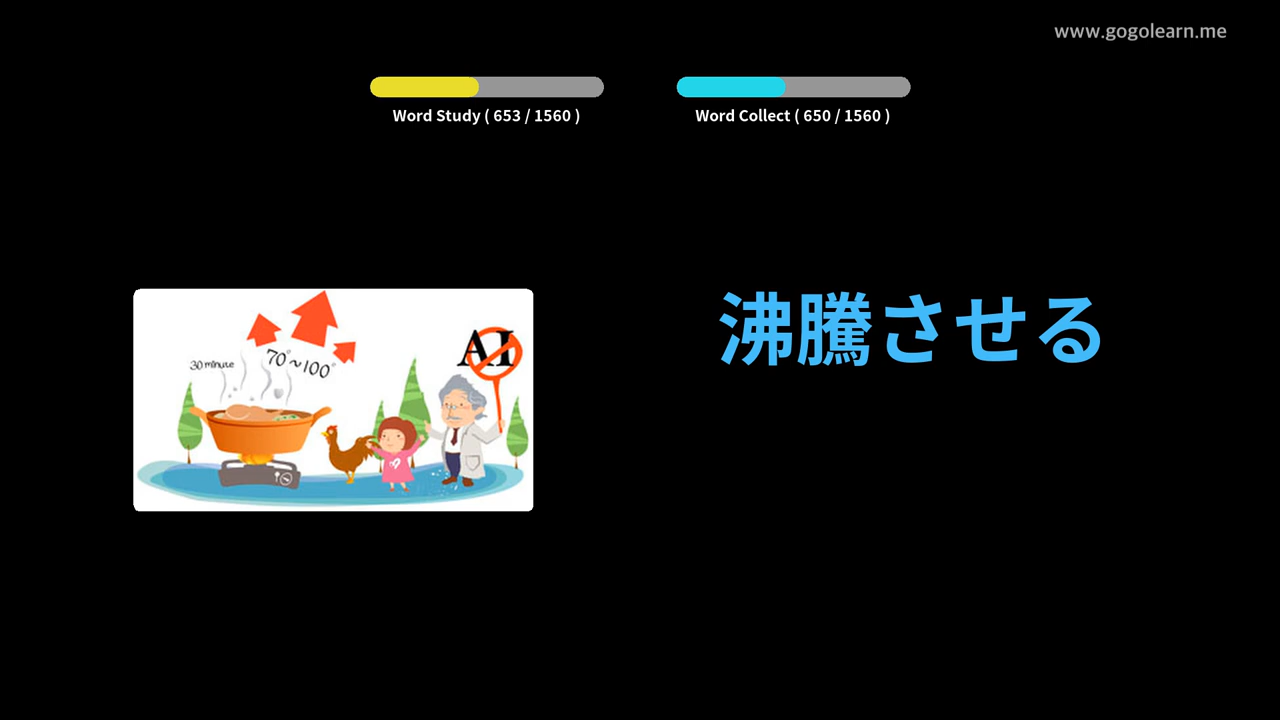 www.gogolearn.me
Word Study ( 653 / 1560 )
Word Collect ( 650 / 1560 )
沸騰させる
30 minute
70°~100°
AI